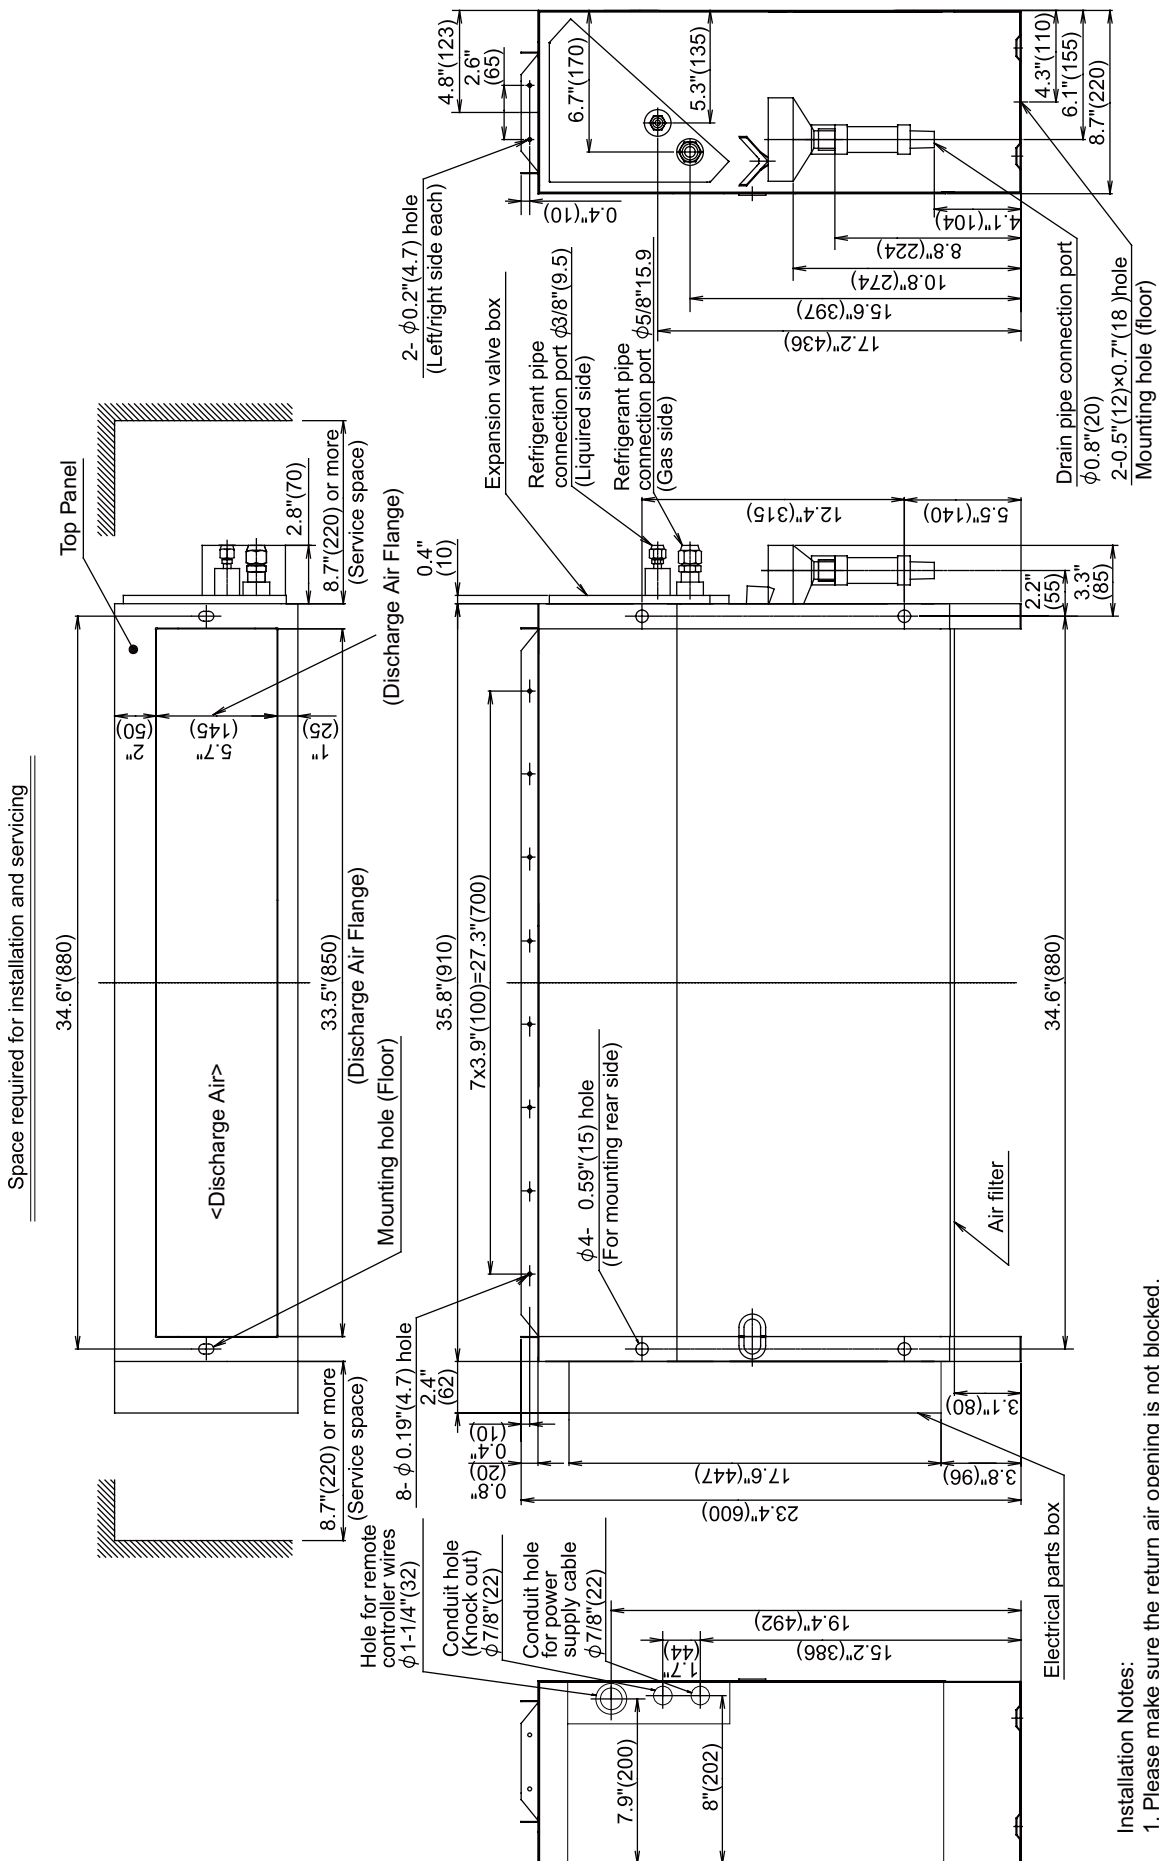 Space required for installation and servicing
Top Panel
34.6"(880)
<Discharge Air>
2"
(50)
5.7"
(145)
1"
(25)
33.5"(850)
(Discharge Air Flange)
(Discharge Air Flange)
Mounting hole (Floor)
8.7"(220) or more
(Service space)
2.8"(70)
8.7"(220) or more
(Service space)
Hole for remote
controller wires
ϕ1-1/4"(32)
Conduit hole
(Knock out)
ϕ7/8"(22)
Conduit hole
for power
supply cable
ϕ7/8"(22)
7.9"(200)
8"(202)
1.7"
(44)
15.2"(386)
19.4"(492)
8- ϕ0.19"(4.7) hole
2.4"
(62)
35.8"(910)
0.4"
(10)
7x3.9"(100)=27.3"(700)
0.4"
(10)
0.8"
(20)
17.6"(447)
3.8"(96)
23.4"(600)
3.1"(80)
ϕ4- 0.59"(15) hole
(For mounting rear side)
Air filter
Electrical parts box
34.6"(880)
Expansion valve box
Refrigerant pipe
connection port ϕ3/8"(9.5)
(Liquired side)
Refrigerant pipe
connection port ϕ5/8"15.9
(Gas side)
12.4"(315)
5.5"(140)
2.2"
(55)
3.3"
(85)
2- ϕ0.2"(4.7) hole
(Left/right side each)
4.8"(123)
2.6"
(65)
0.4"(10)
6.7"(170)
5.3"(135)
4.1"(104)
8.8"(224)
10.8"(274)
15.6"(397)
17.2"(436)
4.3"(110)
6.1"(155)
8.7"(220)
Drain pipe connection port
ϕ0.8"(20)
2-0.5"(12)×0.7"(18 )hole
Mounting hole (floor)
Installation Notes:
1. Please make sure the return air opening is not blocked.